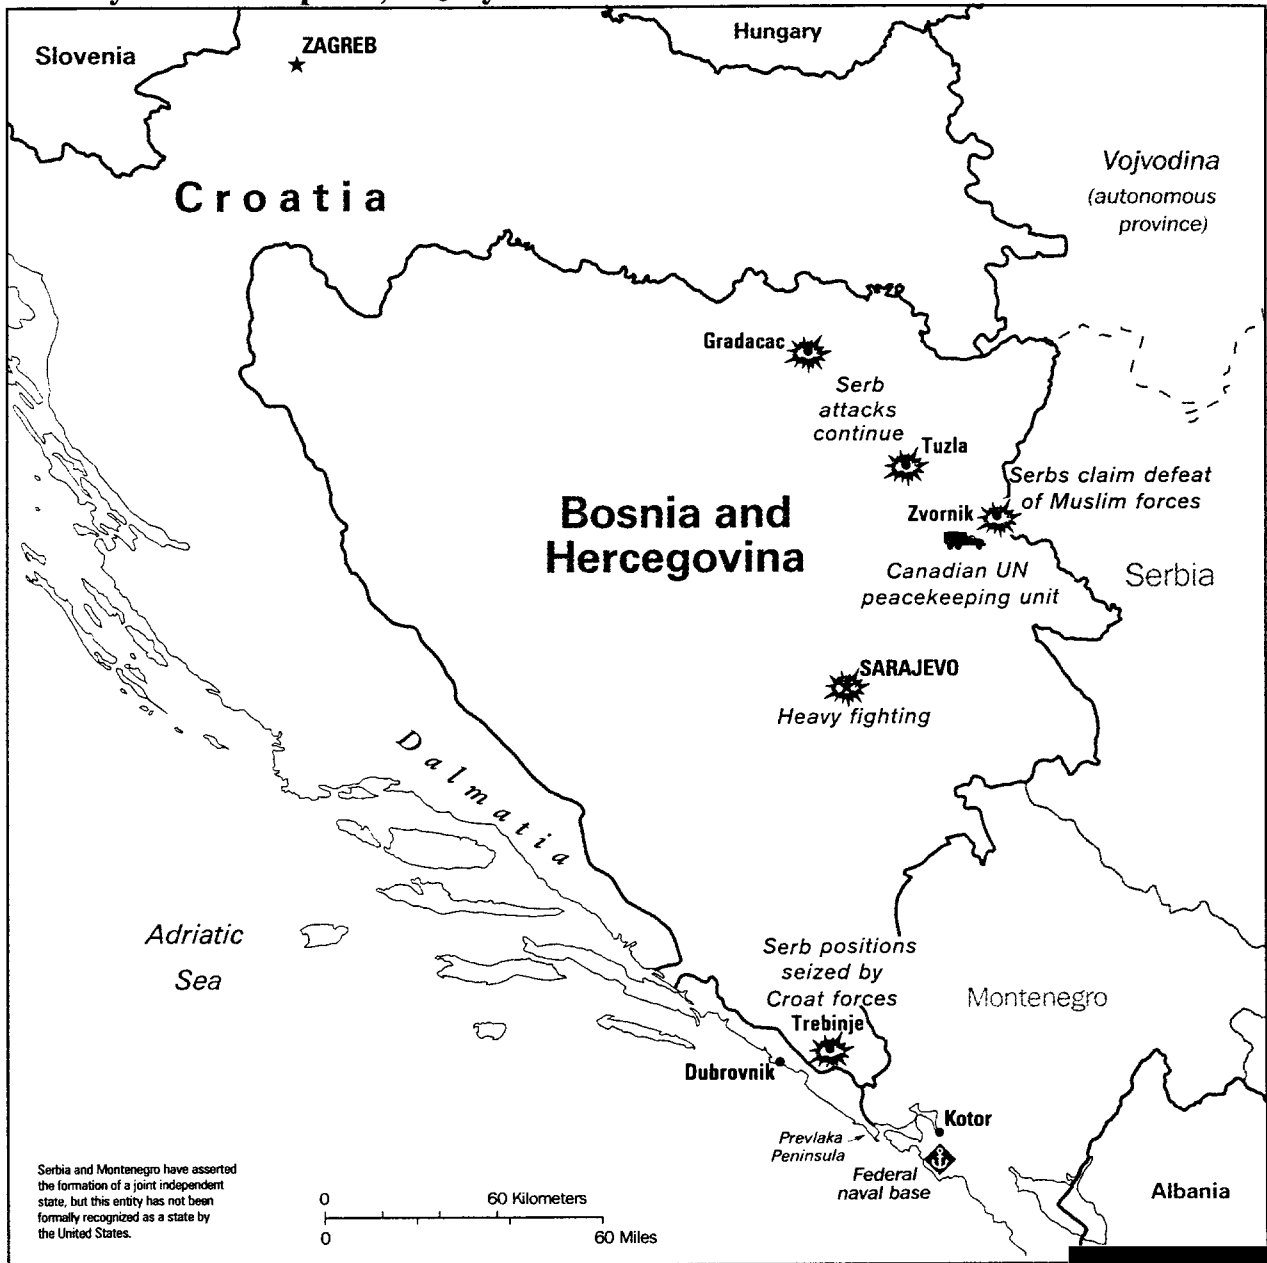 Hungary
Slovenia
ZAGREB
Croatia
Vojvodina
(autonomous
province)
Gradacac
Serb
attacks
continue
Tuzla
Serbs claim defeat
of Muslim forces
Zvornik
Bosnia and
Hercegovina
Canadian UN
peacekeeping unit
Serbia
SARAJEVO
Heavy fighting
Dalmatia
Adriatic
Sea
Serb positions
seized by
Croat forces
Montenegro
Trebinje
Dubrovnik
Kotor
Prevlaka
Peninsula
Federal
naval base
Albania
Serbia and Montenegro have asserted
the formation of a joint independent
state, but this entity has not been
formally recognized as a state by
the United States.
0 60 Kilometers
0 60 Miles